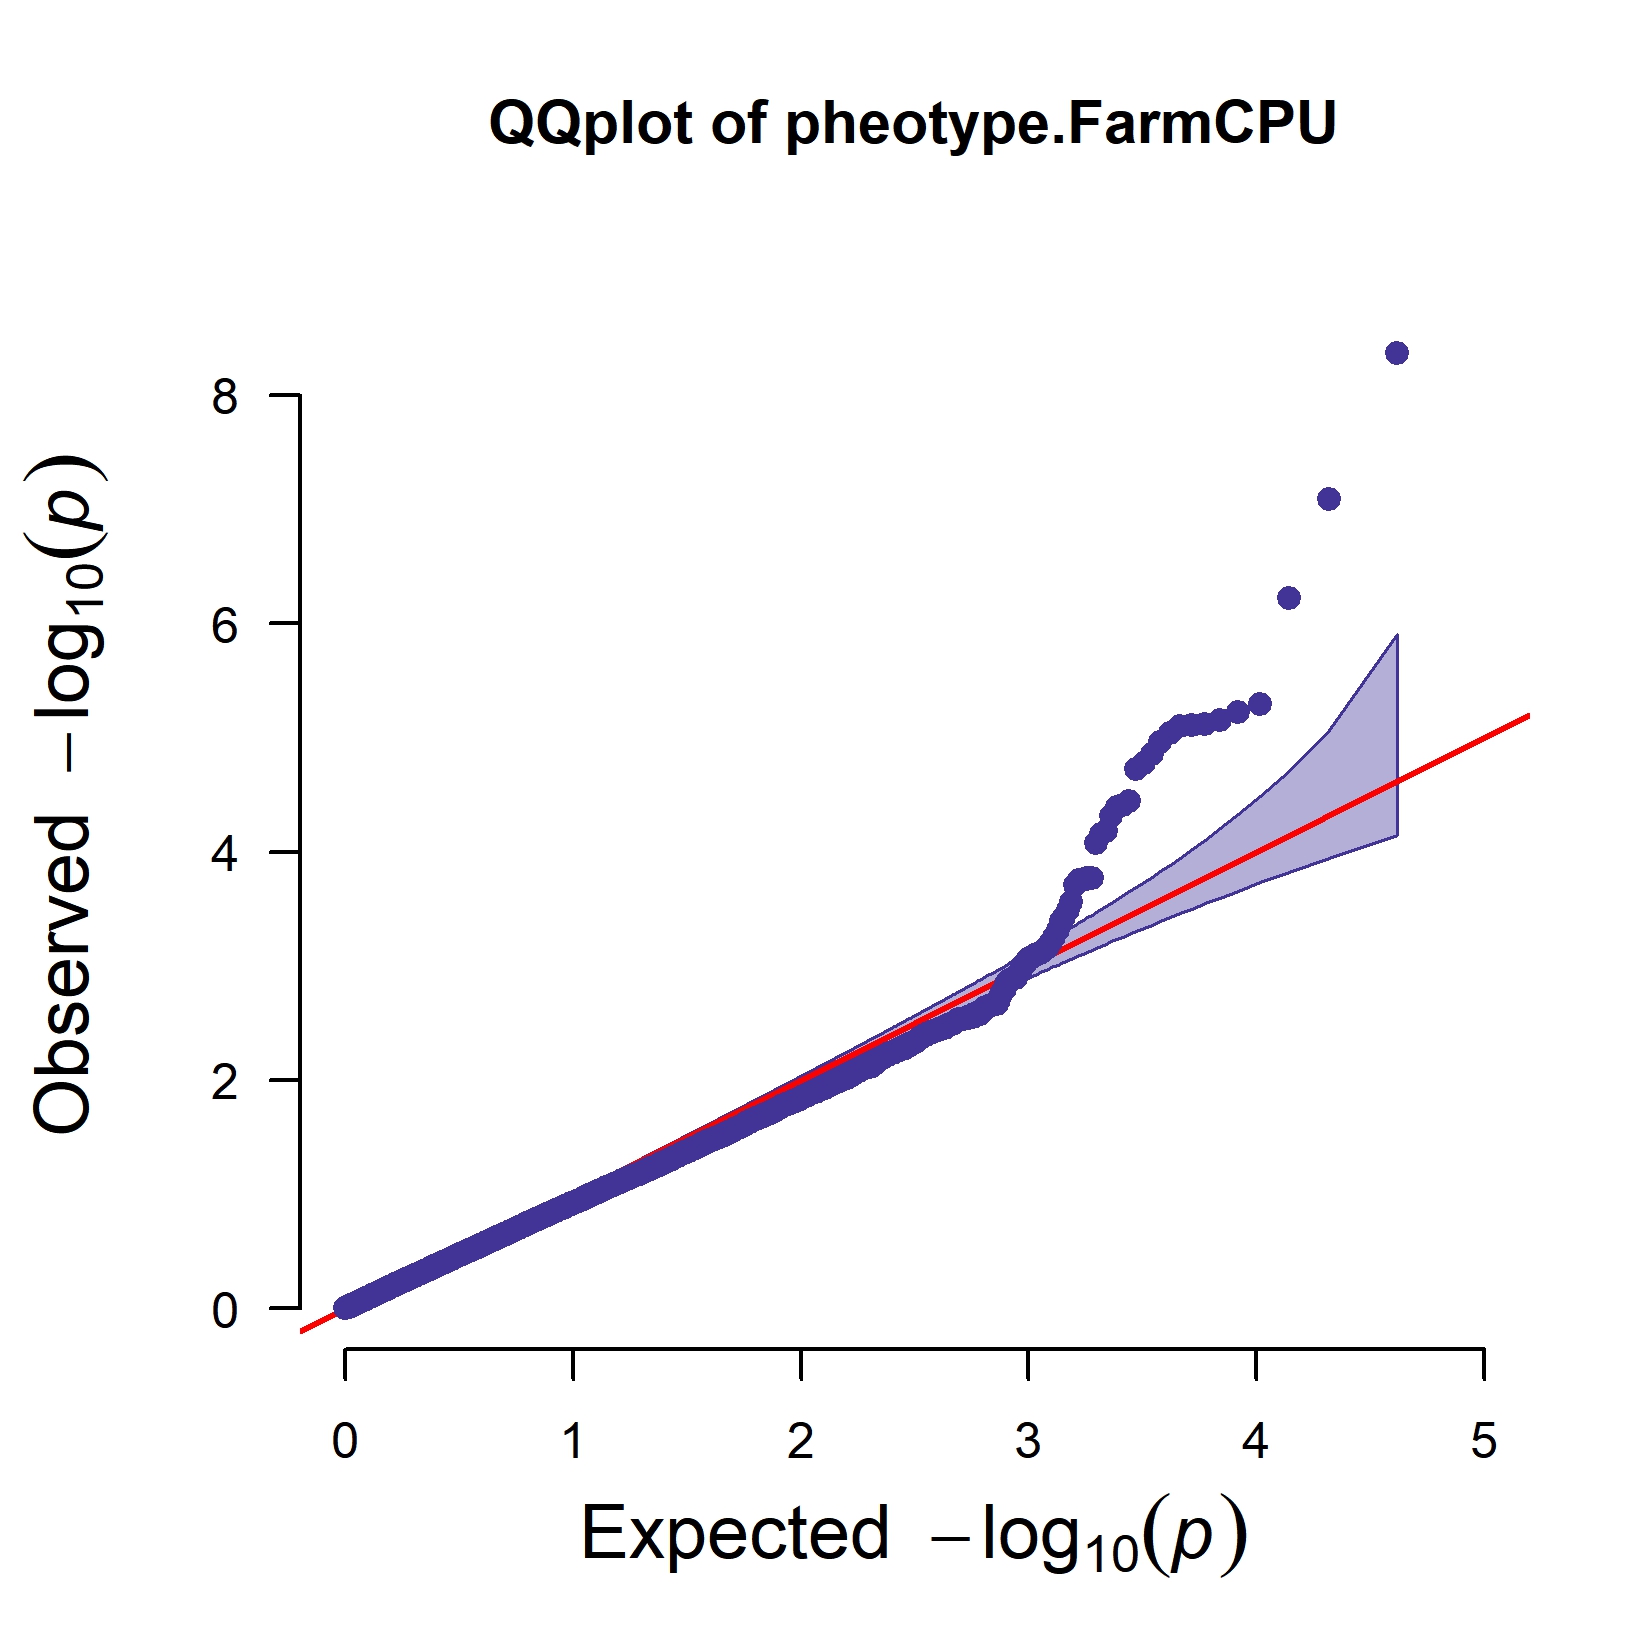 QQplot of pheotype.FarmCPU
8
6
4
2
0
Observed −log₁₀(p)
0 1 2 3 4 5
Expected −log₁₀(p)